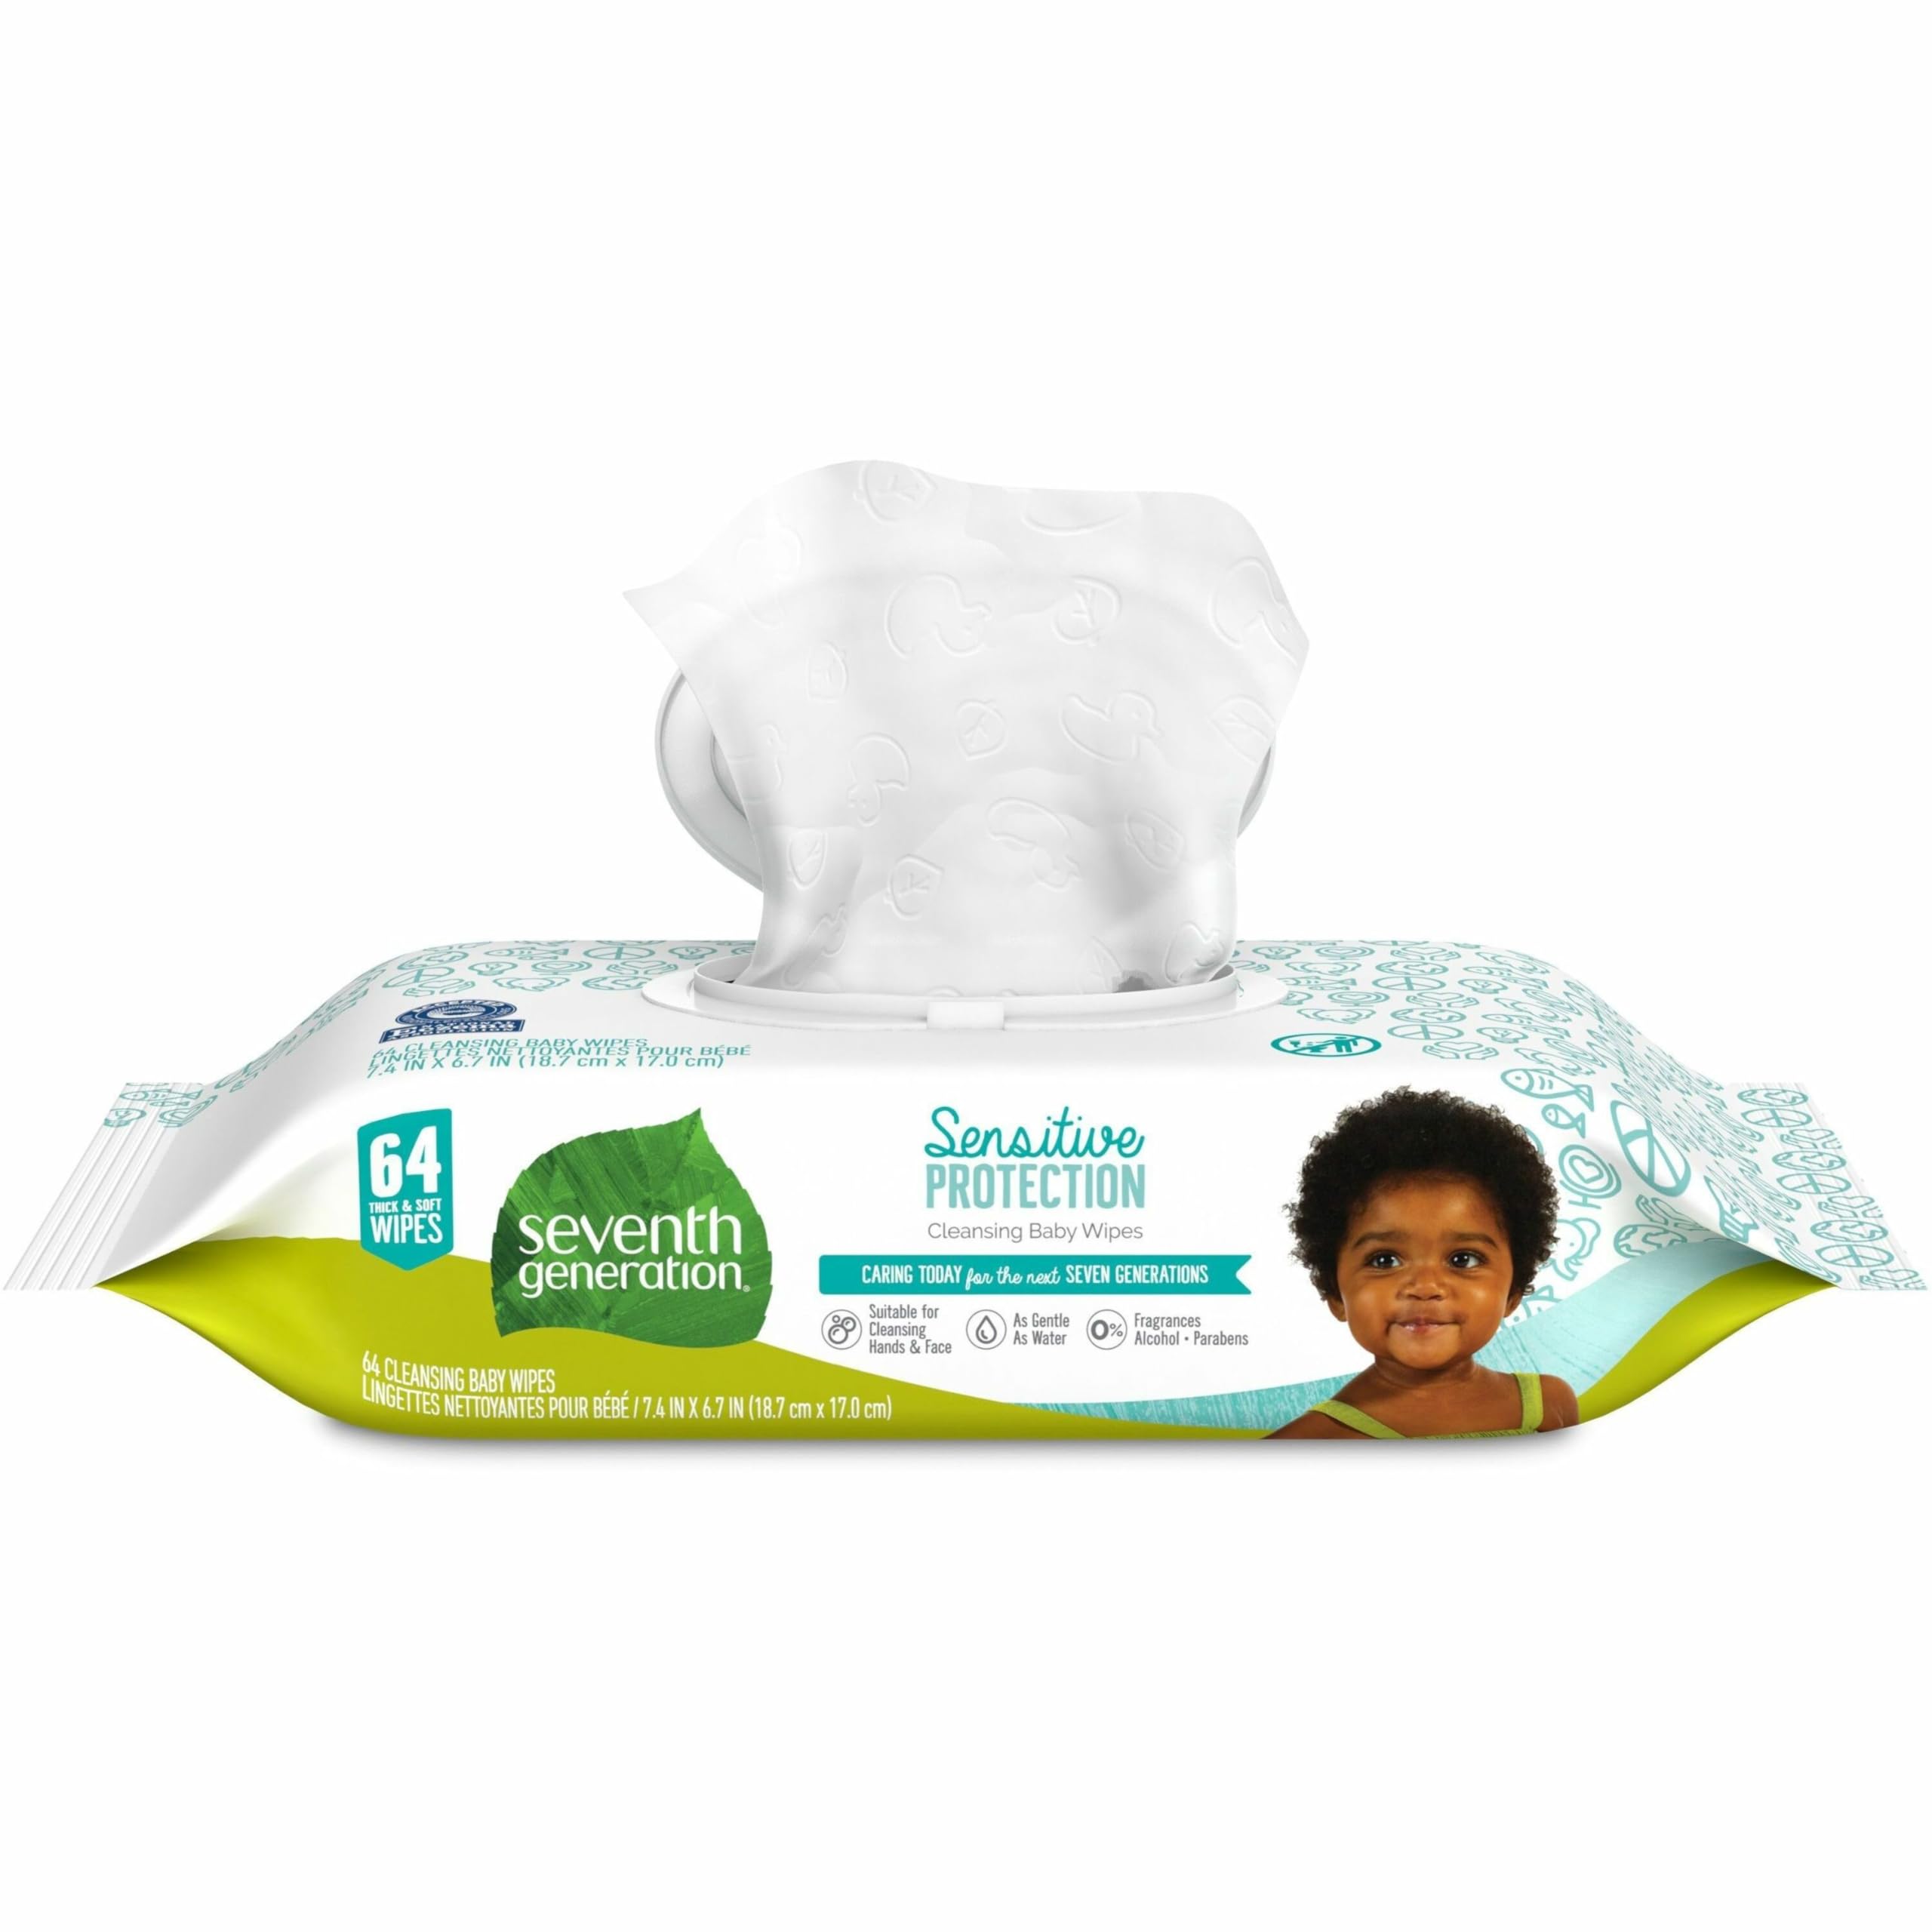 64 CLEANSING BABY WIPES
LINGETTES NETTOYANTES POUR BÉBÉ
7.4 IN X 6.7 IN (18.7 cm x 17.0 cm)
64
THICK & SOFT
WIPES
seventh
generation®
Sensitive
PROTECTION
Cleansing Baby Wipes
CARING TODAY for the next SEVEN GENERATIONS
Suitable for
Cleansing
Hands & Face
As Gentle
As Water
0%
Fragrances
Alcohol • Parabens
64 CLEANSING BABY WIPES
LINGETTES NETTOYANTES POUR BÉBÉ / 7.4 IN X 6.7 IN (18.7 cm x 17.0 cm)